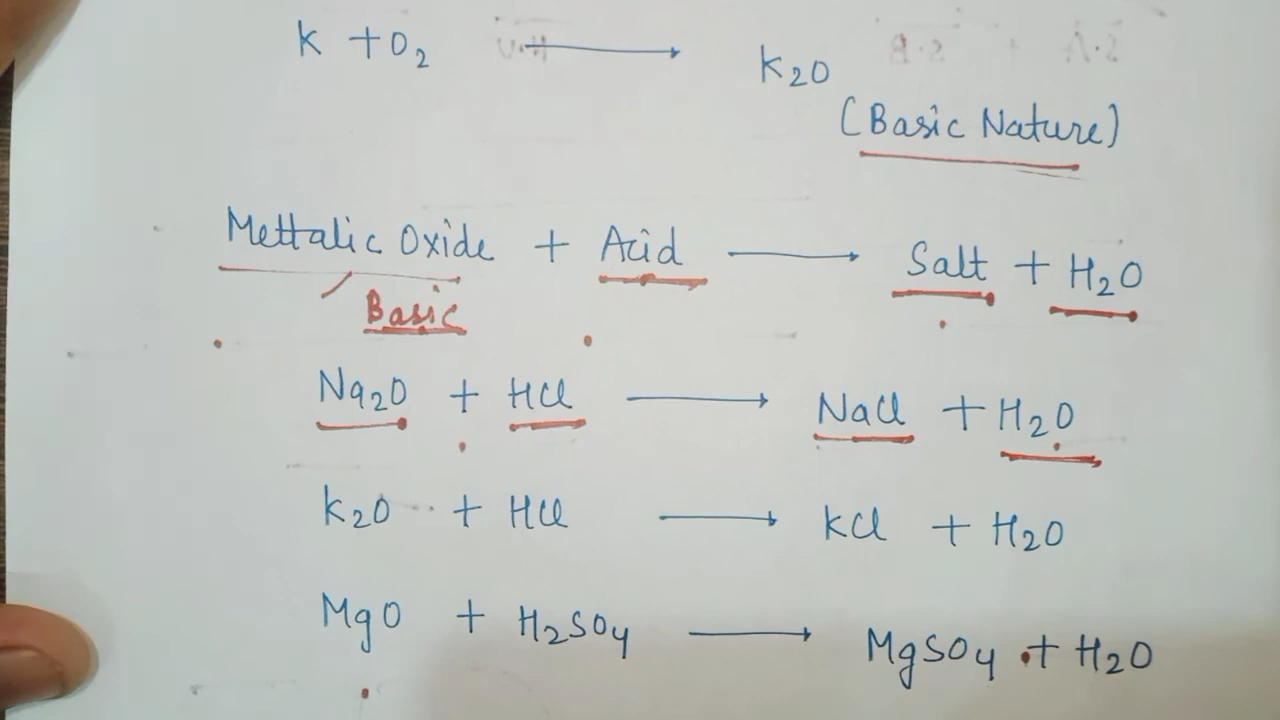 K + O₂ ⟶ K₂O
(Basic Nature)
Mettalic Oxide + Acid ⟶ Salt + H₂O
Basic
Na₂O + HCl ⟶ NaCl + H₂O
K₂O + HCl ⟶ KCl + H₂O
MgO + H₂SO₄ ⟶ MgSO₄ + H₂O